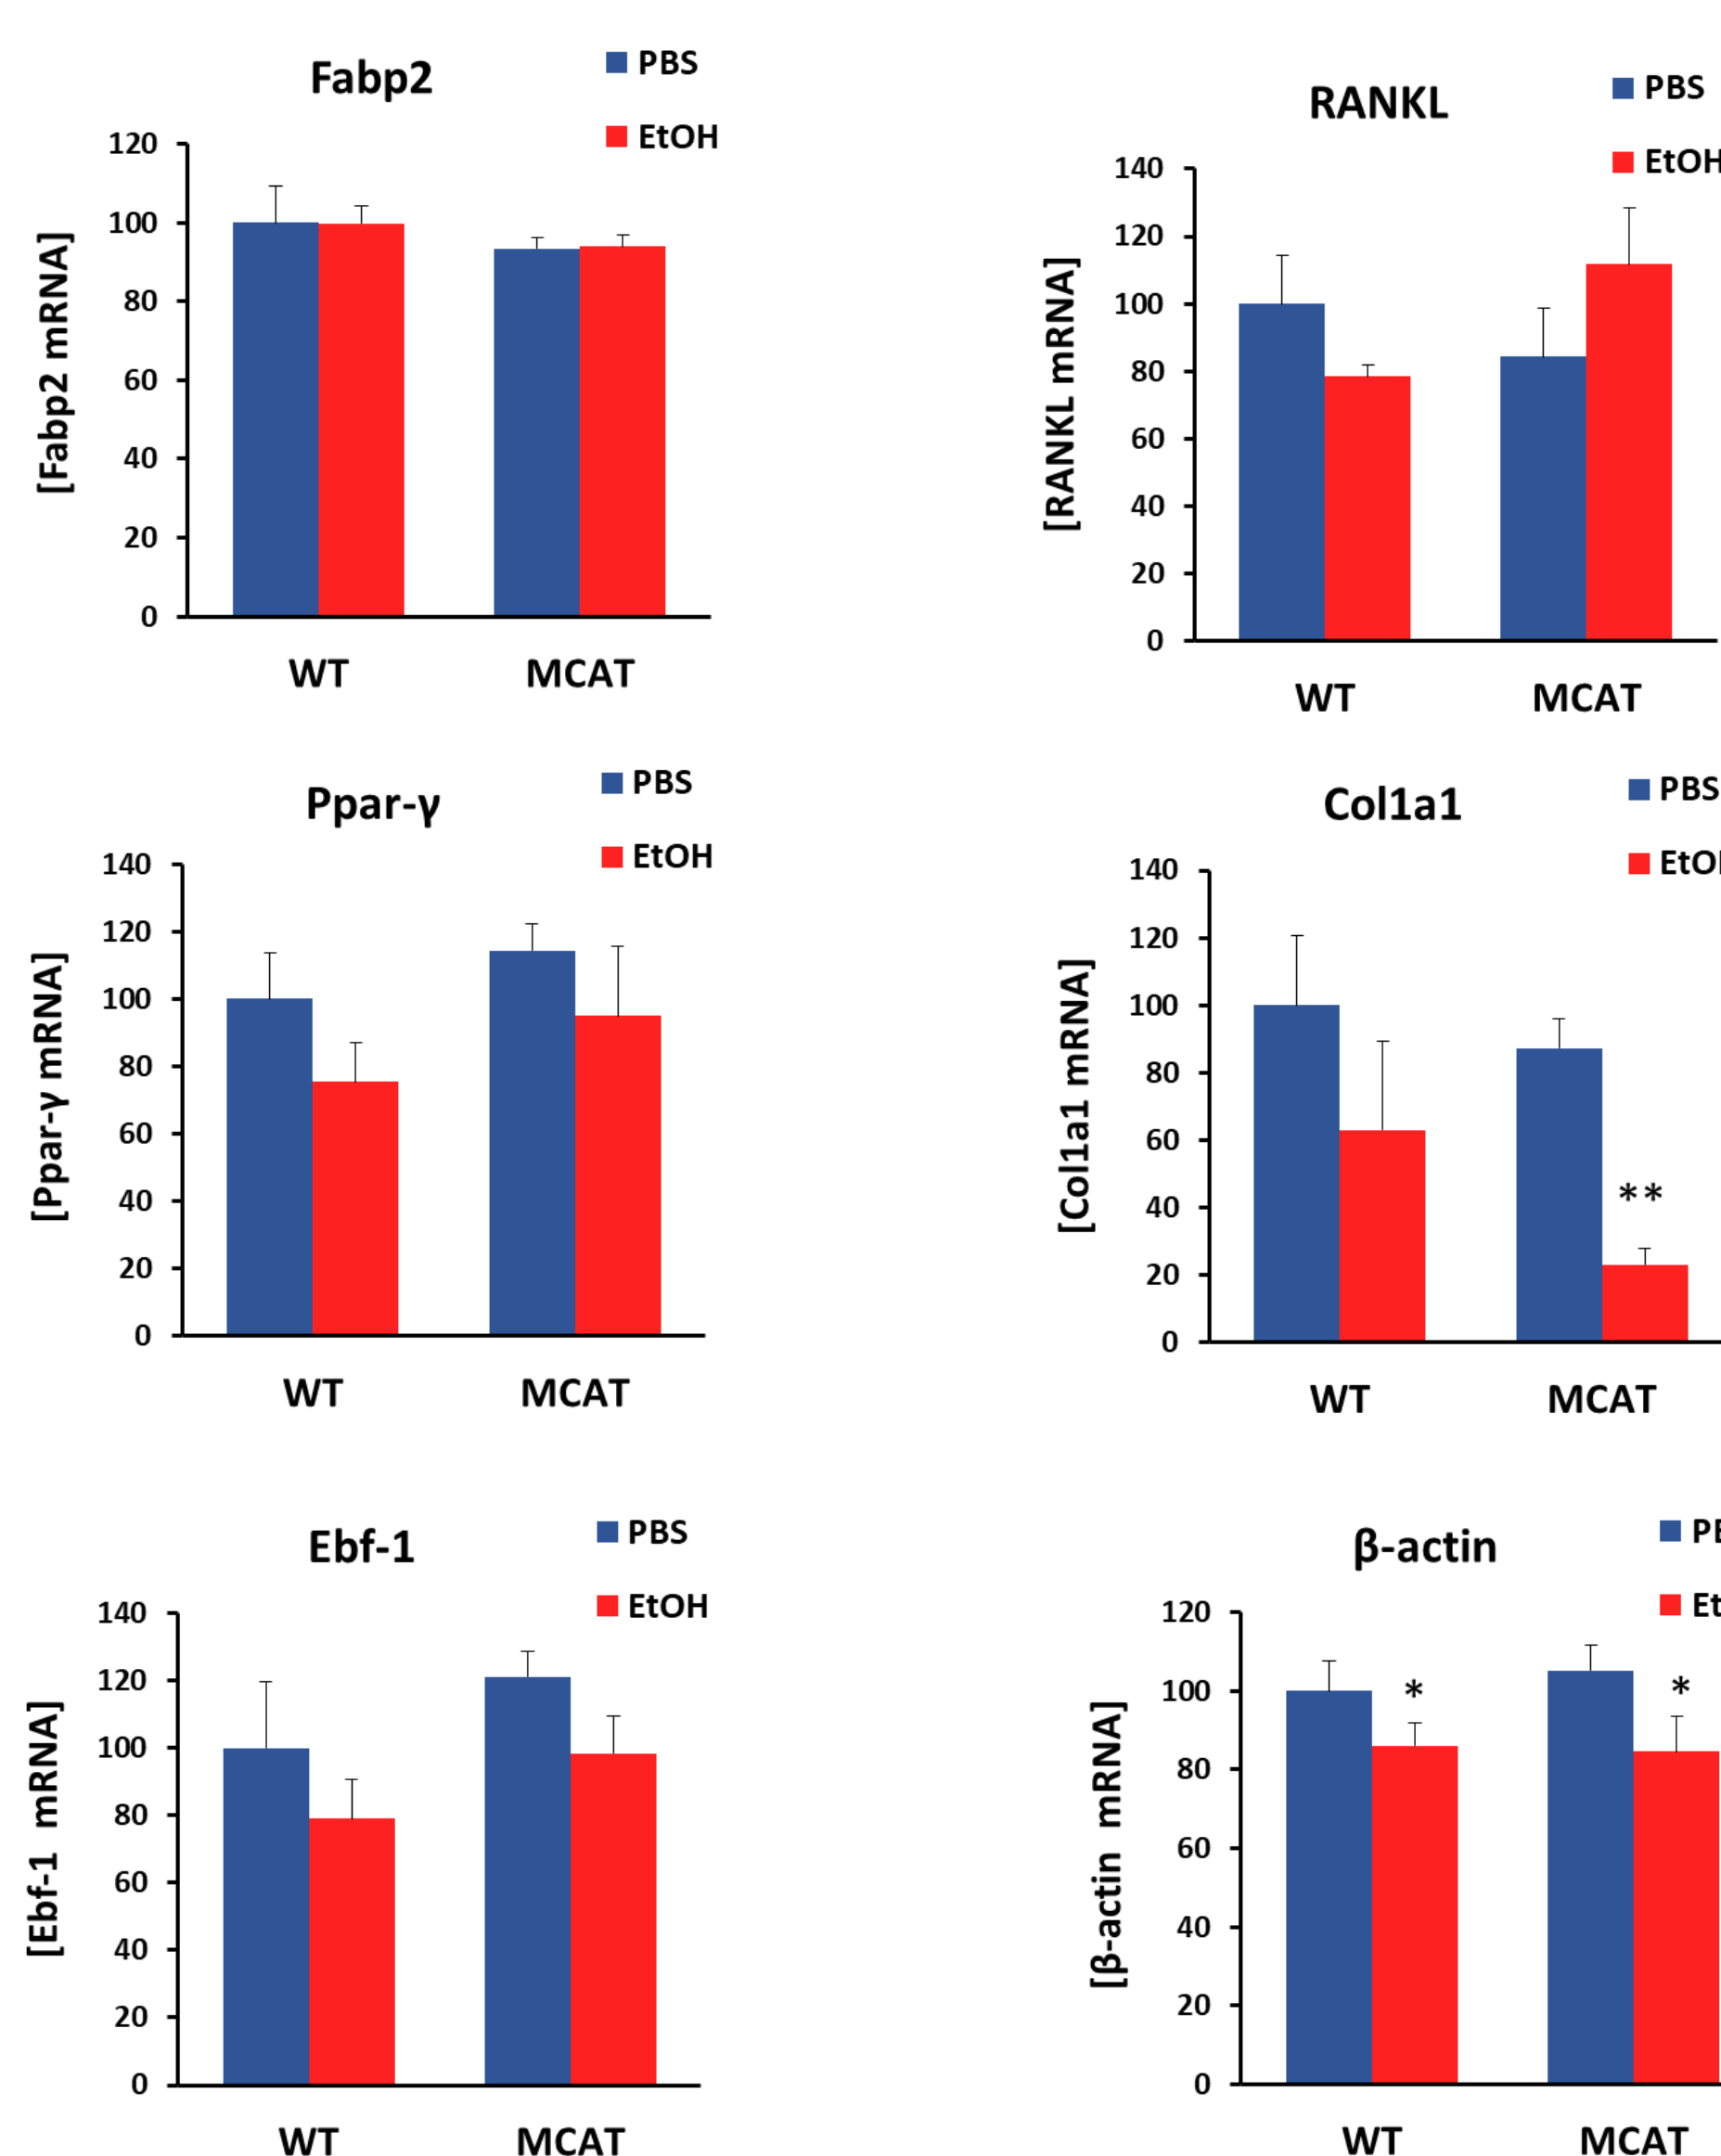 Fabp2
PBS
EtOH
120
100
80
60
40
20
0
[Fabp2 mRNA]
WT MCAT
RANKL
PBS
EtOH
140
120
100
80
60
40
20
0
[RANKL mRNA]
WT MCAT
Ppar-γ
PBS
EtOH
140
120
100
80
60
40
20
0
[Ppar-γ mRNA]
WT MCAT
Col1a1
PBS
EtO
140
120
100
80
60
40
20
0
[Col1a1 mRNA]
**
WT MCAT
Ebf-1
PBS
EtOH
140
120
100
80
60
40
20
0
[Ebf-1 mRNA]
WT MCAT
β-actin
P
Et
120
100
80
60
40
20
0
[β-actin mRNA]
* *
WT MCAT